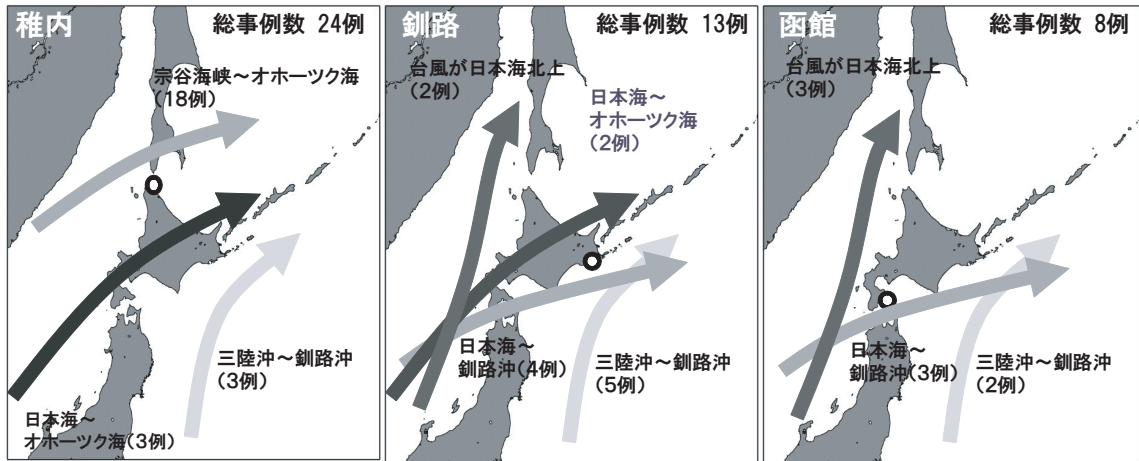 稚内
総事例数 24例
宗谷海峡～オホーツク海
(18例)
三陸沖～釧路沖
(3例)
日本海～
オホーツク海(3例)
釧路
総事例数 13例
台風が日本海北上
(2例)
日本海～
オホーツク海
(2例)
日本海～
釧路沖(4例)
三陸沖～釧路沖
(5例)
函館
総事例数 8例
台風が日本海北上
(3例)
日本海～
釧路沖(3例)
三陸沖～釧路沖
(2例)